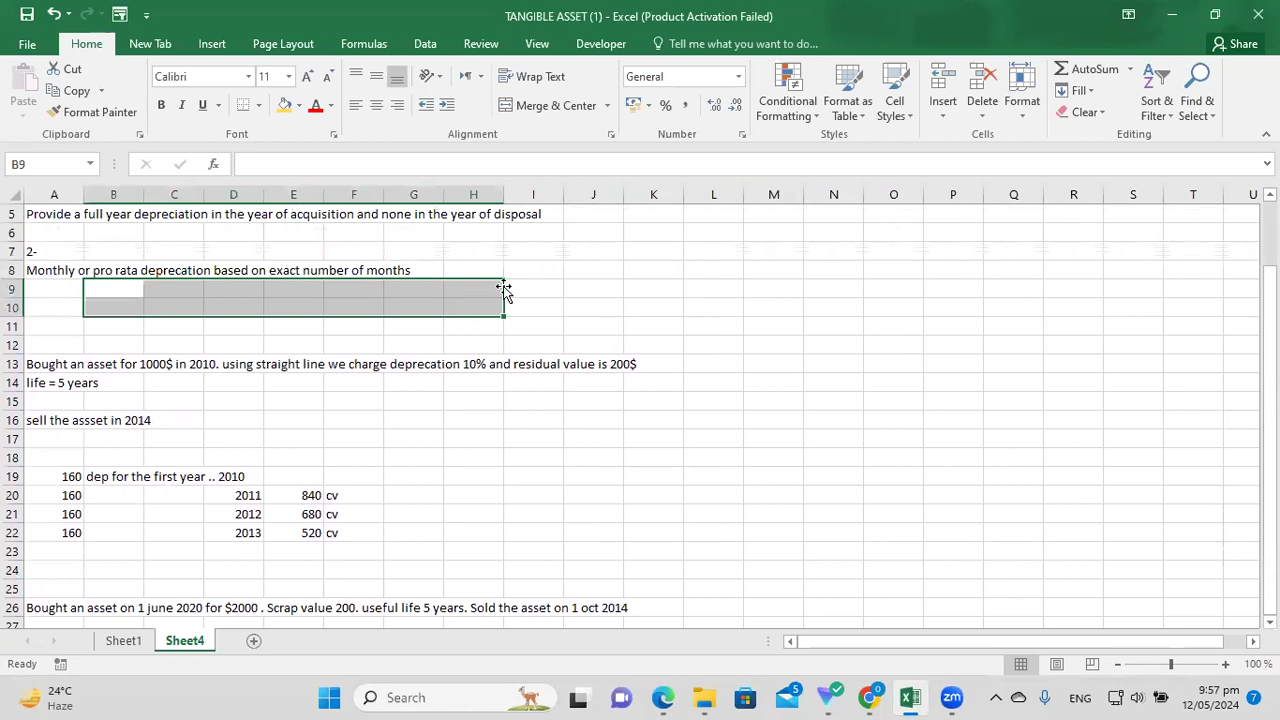 TANGIBLE ASSET (1) - Excel (Product Activation Failed)
File Home New Tab Insert Page Layout Formulas Data Review View Developer Tell me what you want to do... Share
Paste Cut Copy Format Painter Clipboard
Calibri 11 B I U A Font
Wrap Text Merge & Center Alignment
General % , Number
Conditional Formatting Format as Table Cell Styles Styles
Insert Delete Format Cells
AutoSum Fill Clear Sort & Filter Find & Select Editing
B9 fx
A B C D E F G H I J K L M N O P Q R S T U
5 Provide a full year depreciation in the year of acquisition and none in the year of disposal
6
7 2-
8 Monthly or pro rata deprecation based on exact number of months
9
10
11
12
13 Bought an asset for 1000$ in 2010. using straight line we charge deprecation 10% and residual value is 200$
14 life = 5 years
15
16 sell the assset in 2014
17
18
19 160 dep for the first year .. 2010
20 160 2011 840 cv
21 160 2012 680 cv
22 160 2013 520 cv
23
24
25
26 Bought an asset on 1 june 2020 for $2000 . Scrap value 200. useful life 5 years. Sold the asset on 1 oct 2014
27
Sheet1 Sheet4
Ready 100 %
24°C Haze Search 5 0 ENG 9:57 pm 12/05/2024 7